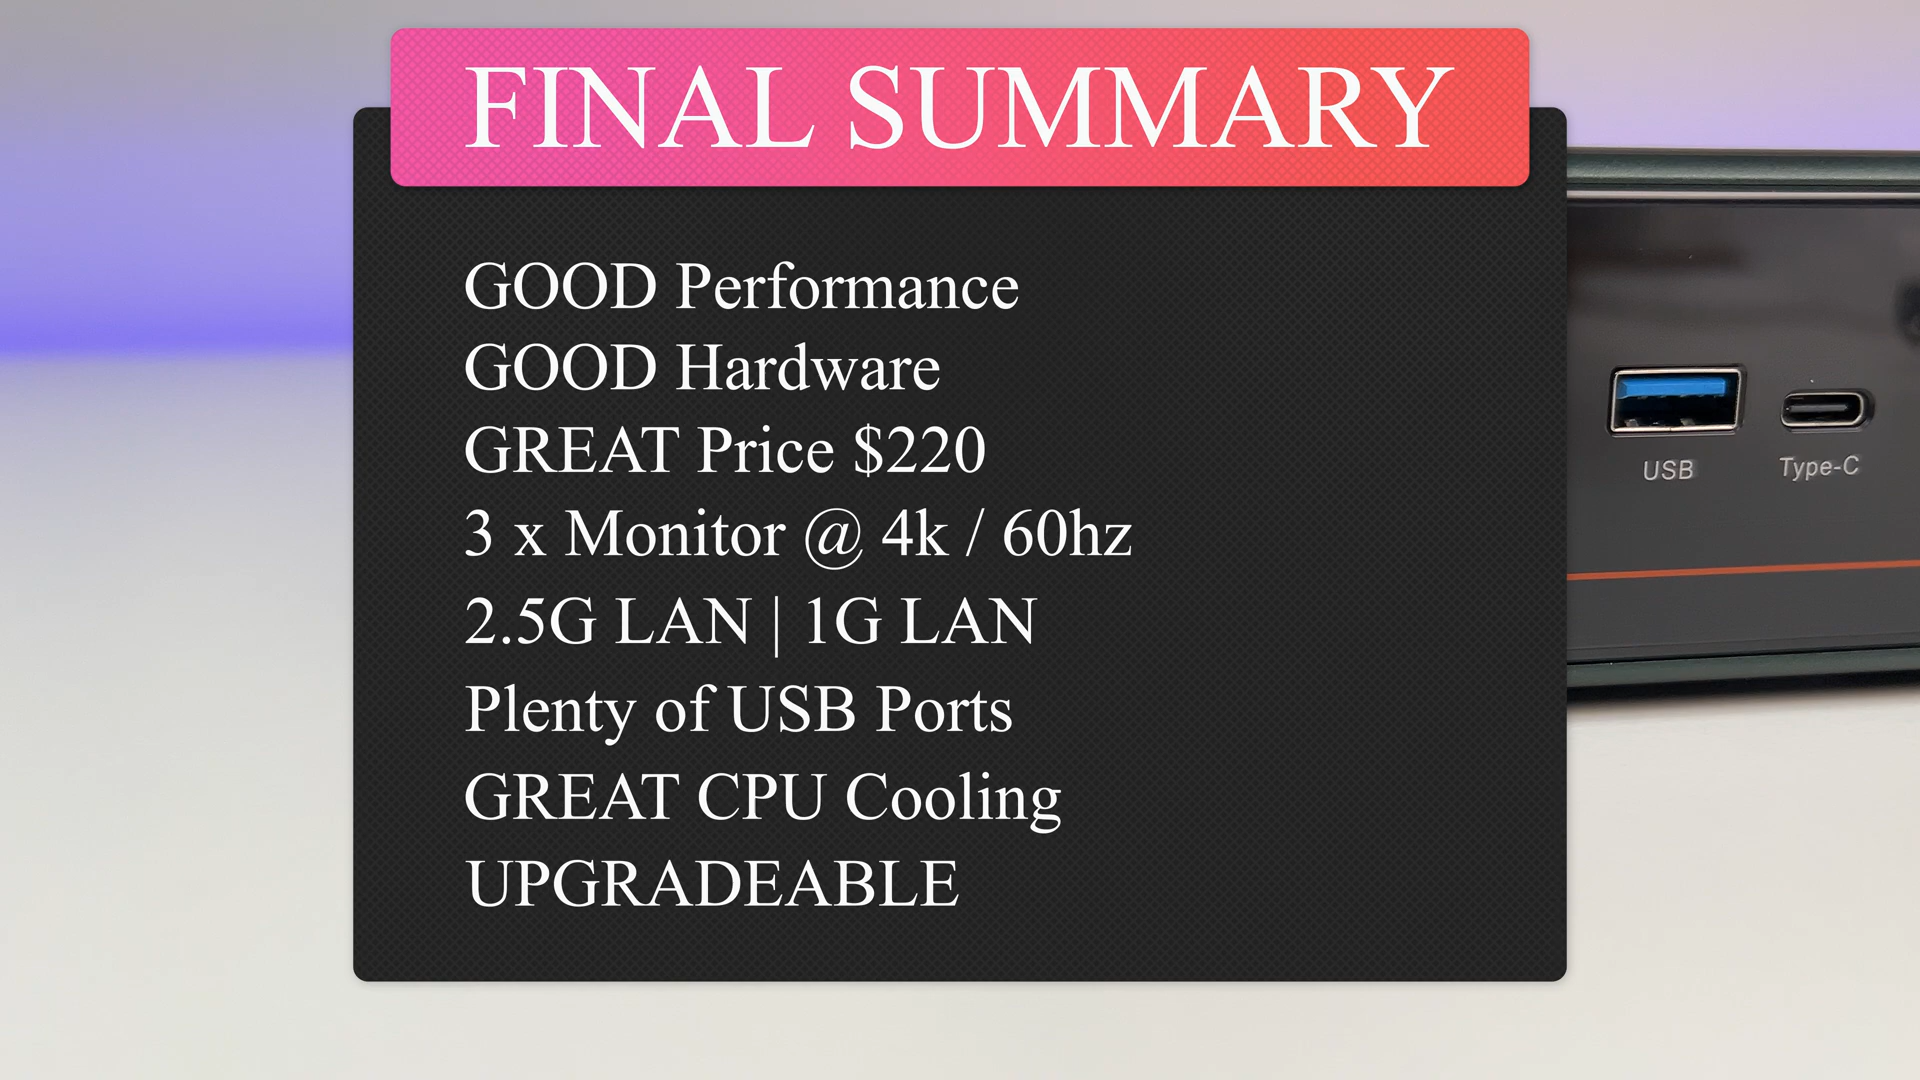 FINAL SUMMARY
GOOD Performance
GOOD Hardware
GREAT Price $220
3 x Monitor @ 4k / 60hz
2.5G LAN | 1G LAN
Plenty of USB Ports
GREAT CPU Cooling
UPGRADEABLE
USB
Type-C